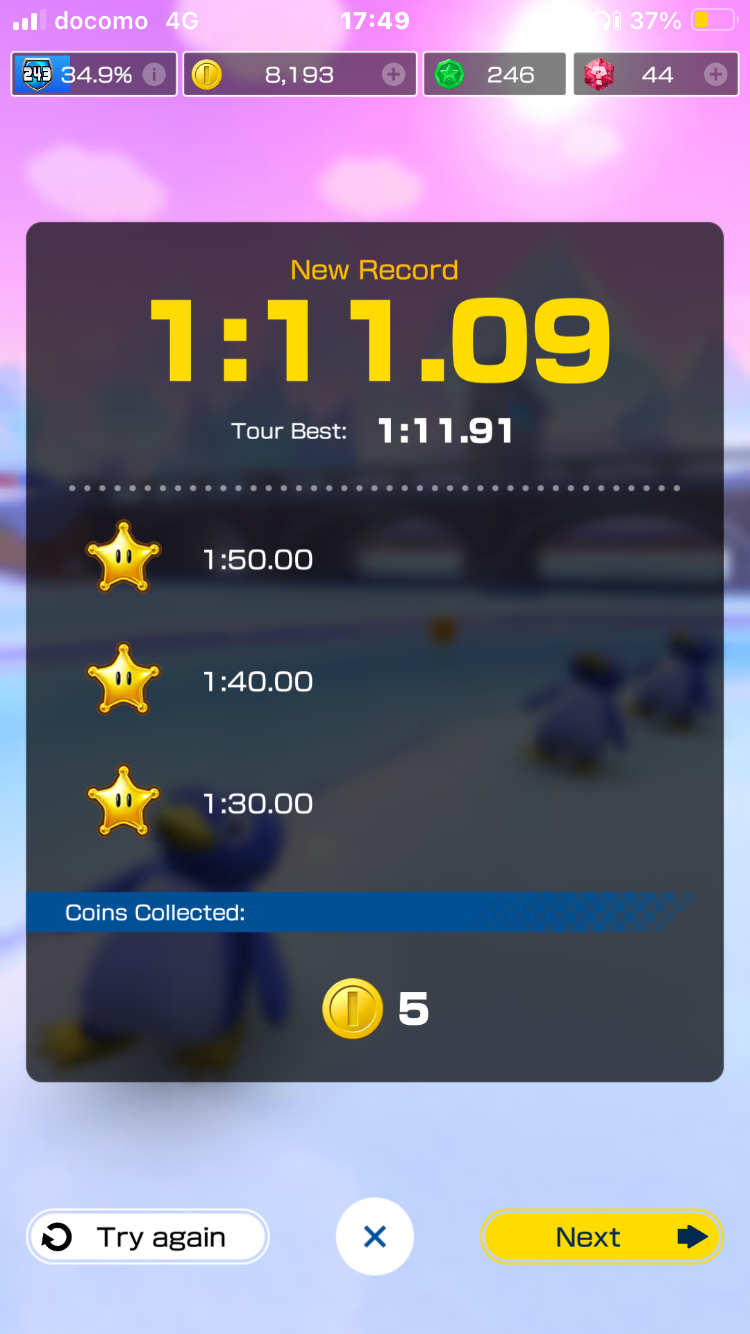 docomo 4G 17:49 37%
243 34.9% i 8,193 246 44
New Record
1:11.09
Tour Best: 1:11.91
1:50.00
1:40.00
1:30.00
Coins Collected:
5
Try again
Next